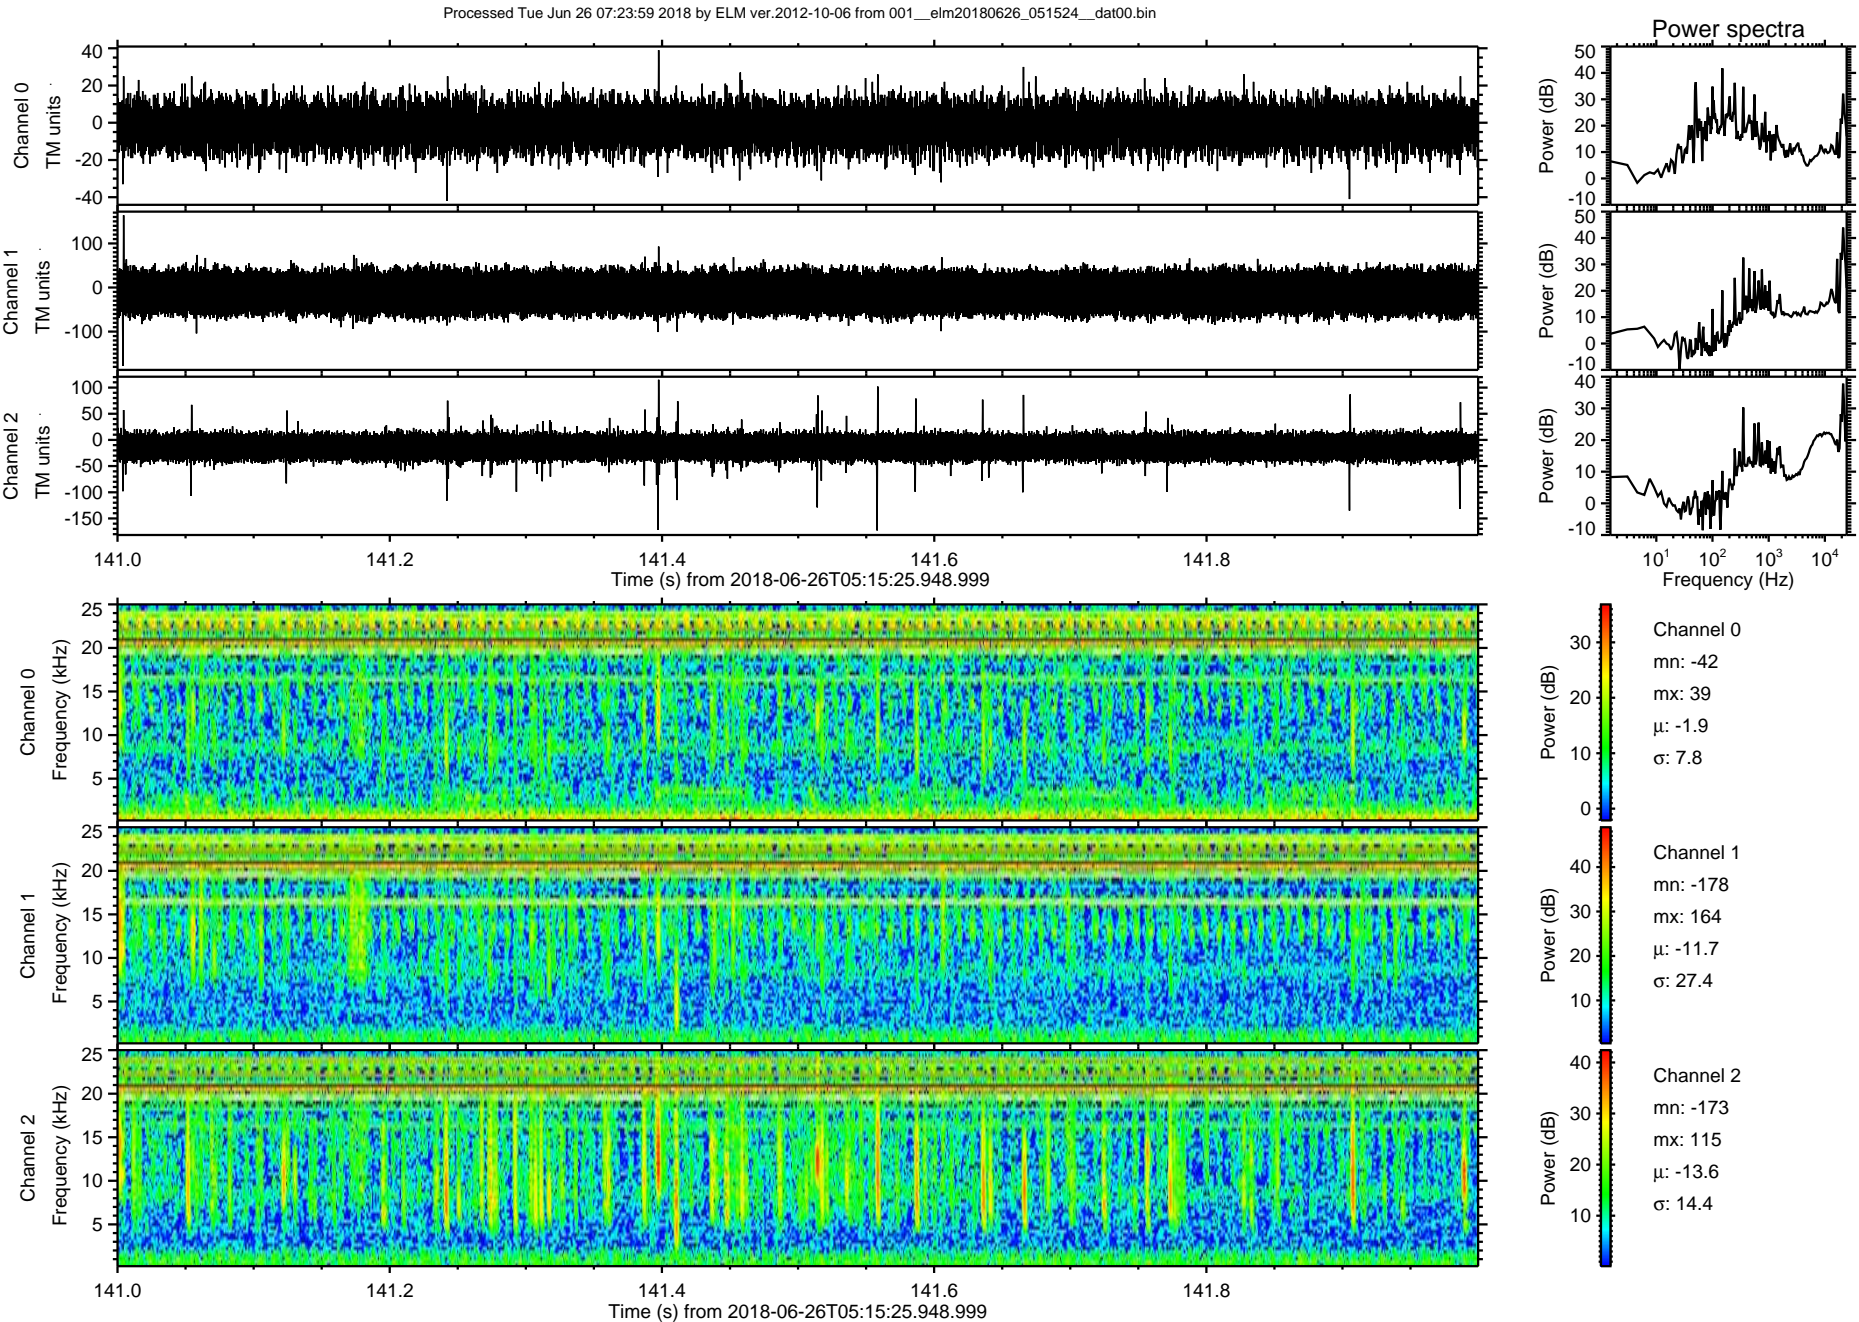 Processed Tue Jun 26 07:23:59 2018 by ELM ver.2012-10-06 from 001__elm20180626_051524__dat00.bin
Power spectra
Channel 0
TM units
40
20
0
-20
-40
Power (dB)
50
40
30
20
10
0
-10
Channel 1
TM units
100
0
-100
Power (dB)
50
40
30
20
10
0
-10
Channel 2
TM units
100
50
0
-50
-100
-150
Power (dB)
40
30
20
10
0
-10
141.0 141.2 141.4 141.6 141.8
Time (s) from 2018-06-26T05:15:25.948.999
10^1 10^2 10^3 10^4
Frequency (Hz)
Channel 0
Frequency (kHz)
25
20
15
10
5
Power (dB)
30
20
10
0
Channel 0
mn: -42
mx: 39
μ: -1.9
σ: 7.8
Channel 1
Frequency (kHz)
25
20
15
10
5
Power (dB)
40
30
20
10
Channel 1
mn: -178
mx: 164
μ: -11.7
σ: 27.4
Channel 2
Frequency (kHz)
25
20
15
10
5
Power (dB)
40
30
20
10
Channel 2
mn: -173
mx: 115
μ: -13.6
σ: 14.4
141.0 141.2 141.4 141.6 141.8
Time (s) from 2018-06-26T05:15:25.948.999